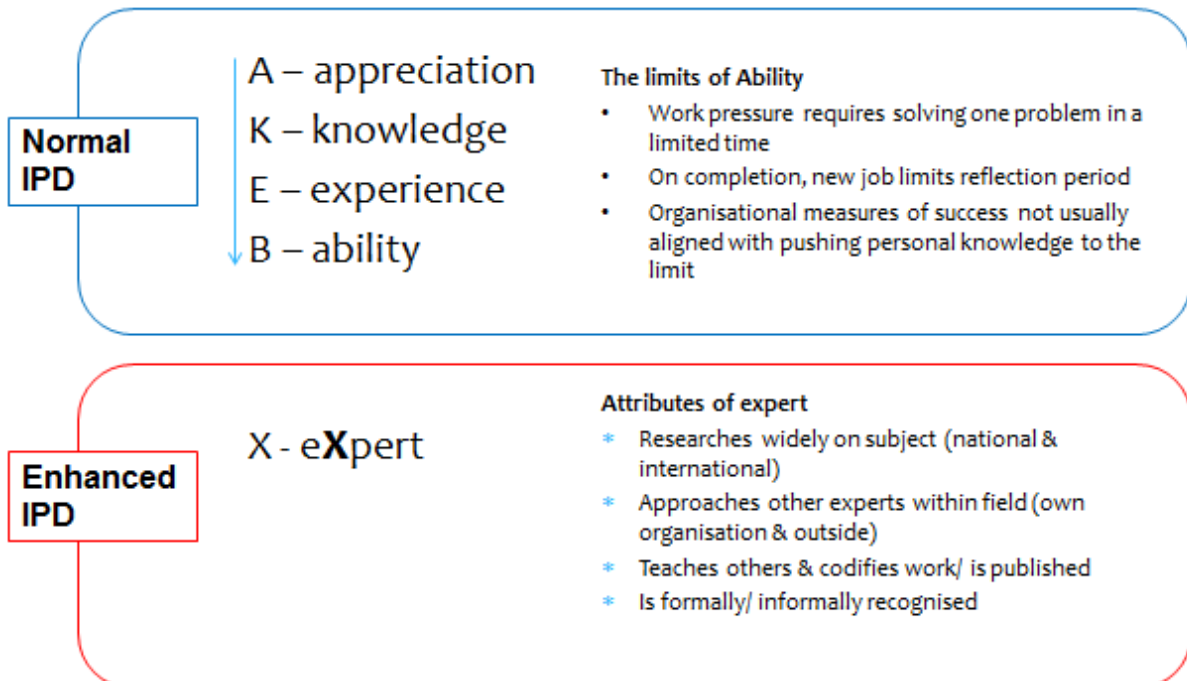 Normal
IPD
A – appreciation
K – knowledge
E – experience
B – ability
The limits of Ability
• Work pressure requires solving one problem in a
limited time
• On completion, new job limits reflection period
• Organisational measures of success not usually
aligned with pushing personal knowledge to the
limit
Enhanced
IPD
X - eXpert
Attributes of expert
* Researches widely on subject (national &
international)
* Approaches other experts within field (own
organisation & outside)
* Teaches others & codifies work/ is published
* Is formally/ informally recognised